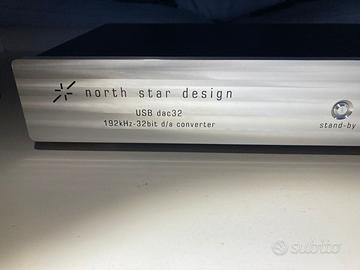 north star design
USB dac32
192kHz-32bit d/a converter
stand-by
subito